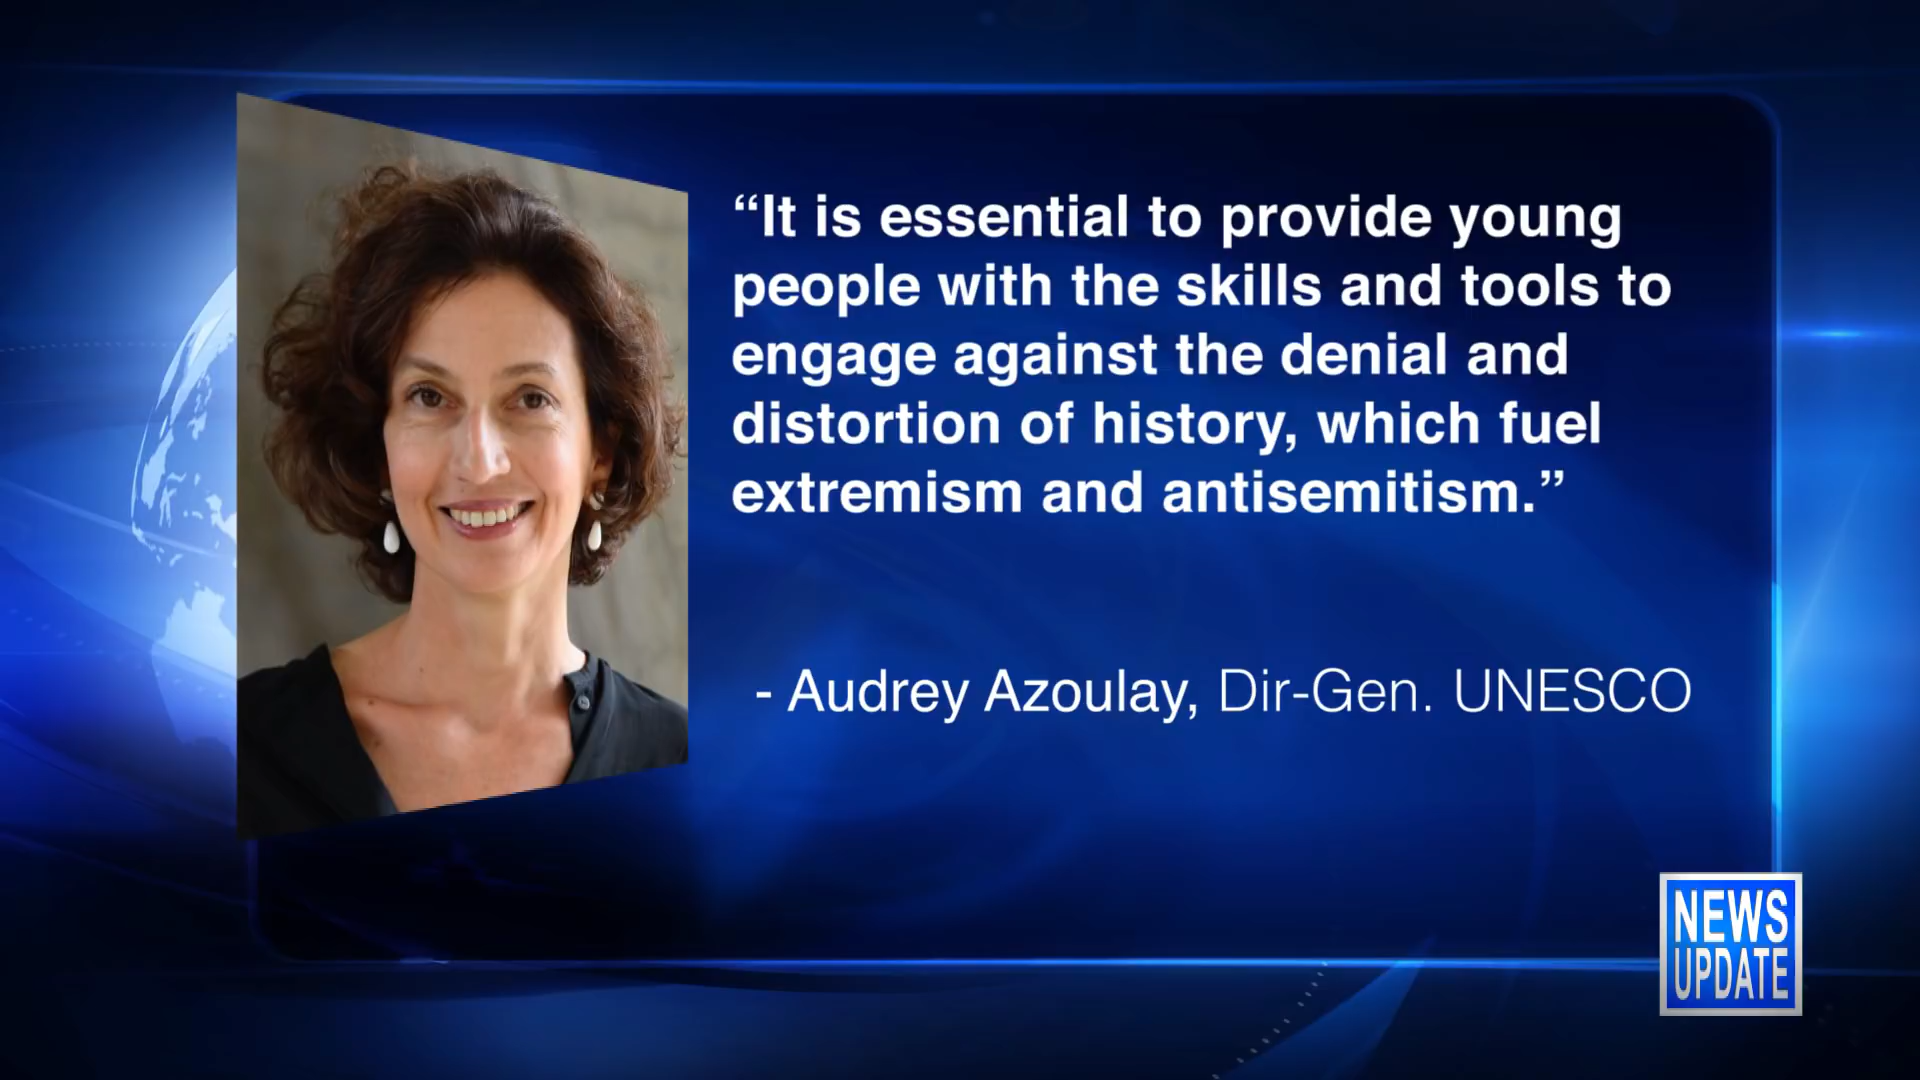 “It is essential to provide young
people with the skills and tools to
engage against the denial and
distortion of history, which fuel
extremism and antisemitism.”
- Audrey Azoulay, Dir-Gen. UNESCO
NEWS
UPDATE